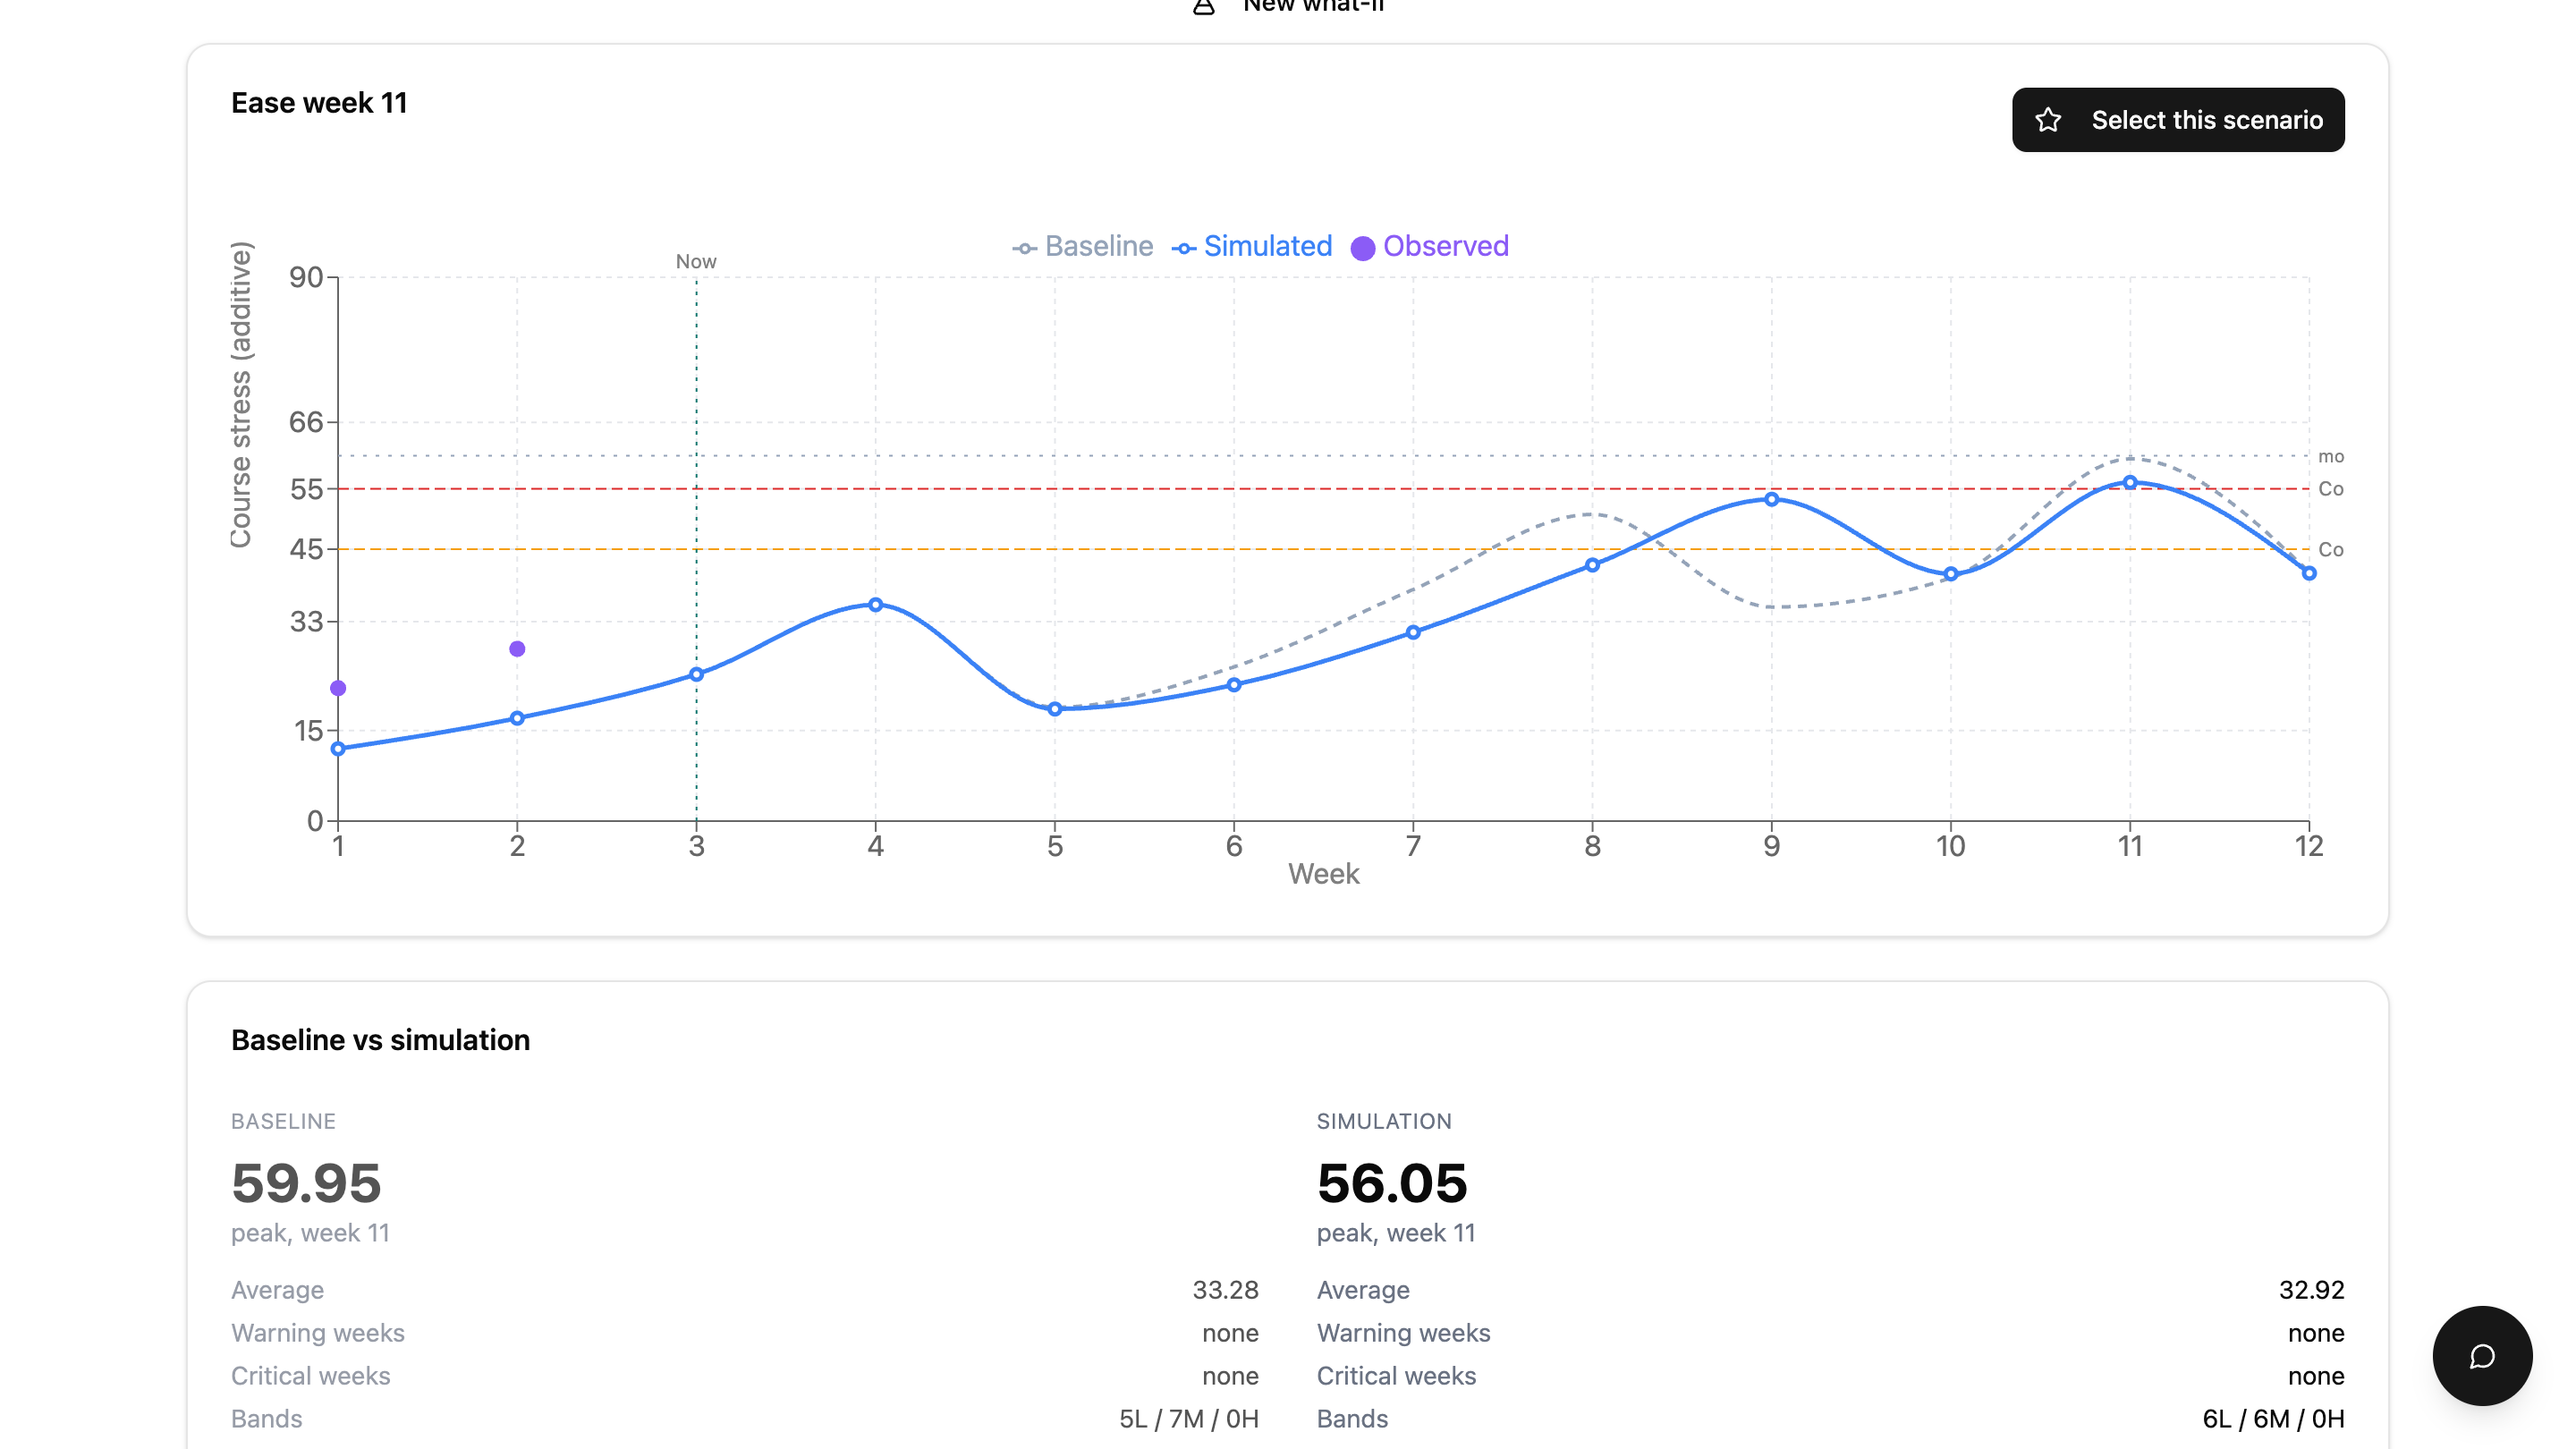 New what-if
Ease week 11
Select this scenario
Baseline
Simulated
Observed
Now
Course stress (additive)
90
66
mo
55
Co
45
Co
33
15
0
1 2 3 4 5 6 7 8 9 10 11 12
Week
Baseline vs simulation
BASELINE
59.95
peak, week 11
Average 33.28
Warning weeks none
Critical weeks none
Bands 5L / 7M / 0H
SIMULATION
56.05
peak, week 11
Average 32.92
Warning weeks none
Critical weeks none
Bands 6L / 6M / 0H